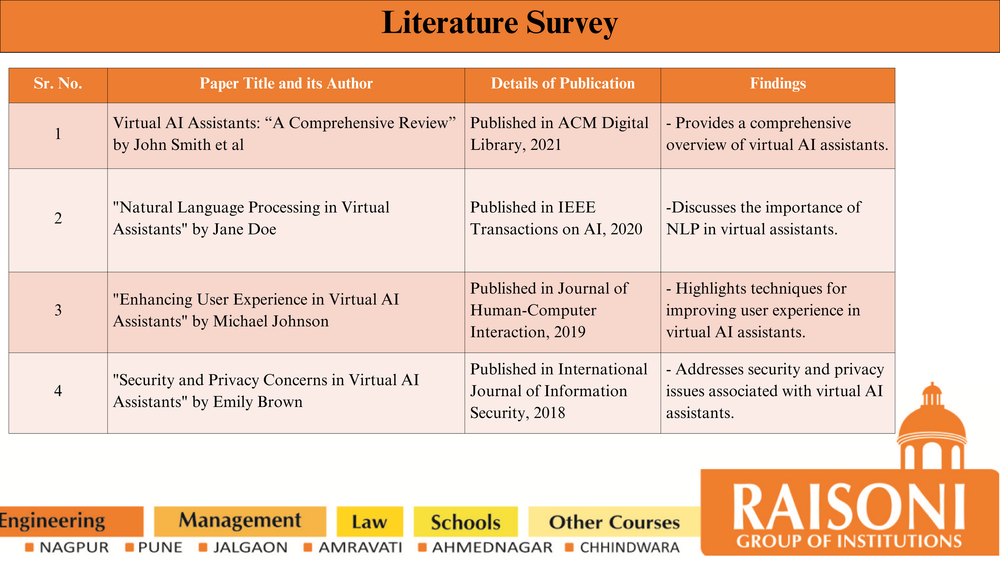 Literature Survey
Sr. No.
Paper Title and its Author
Details of Publication
Findings
1
Virtual AI Assistants: “A Comprehensive Review”
by John Smith et al
Published in ACM Digital
Library, 2021
- Provides a comprehensive
overview of virtual AI assistants.
2
"Natural Language Processing in Virtual
Assistants" by Jane Doe
Published in IEEE
Transactions on AI, 2020
-Discusses the importance of
NLP in virtual assistants.
3
"Enhancing User Experience in Virtual AI
Assistants" by Michael Johnson
Published in Journal of
Human-Computer
Interaction, 2019
- Highlights techniques for
improving user experience in
virtual AI assistants.
4
"Security and Privacy Concerns in Virtual AI
Assistants" by Emily Brown
Published in International
Journal of Information
Security, 2018
- Addresses security and privacy
issues associated with virtual AI
assistants.
Engineering
Management
Law
Schools
Other Courses
NAGPUR
PUNE
JALGAON
AMRAVATI
AHMEDNAGAR
CHHINDWARA
RAISONI
GROUP OF INSTITUTIONS